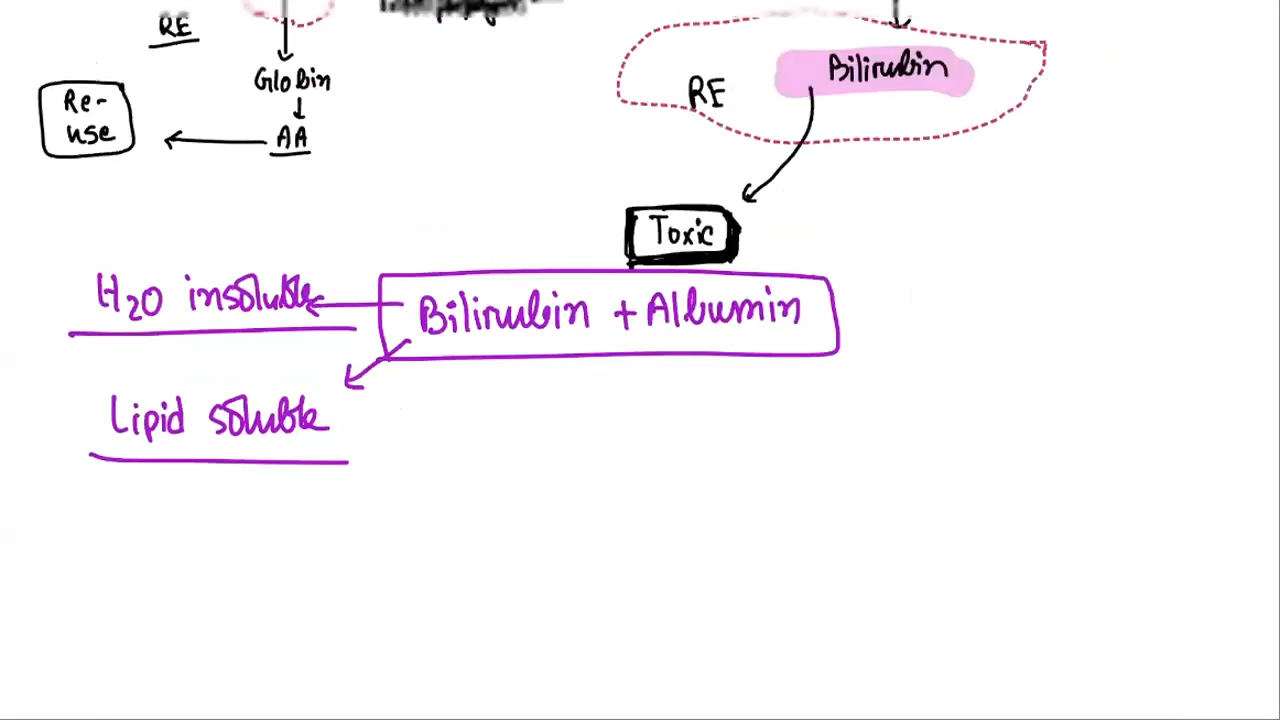 RE
Globin
AA
Re-
use
Bilirubin
RE
Toxic
H2O insoluble
Bilirubin + Albumin
Lipid soluble